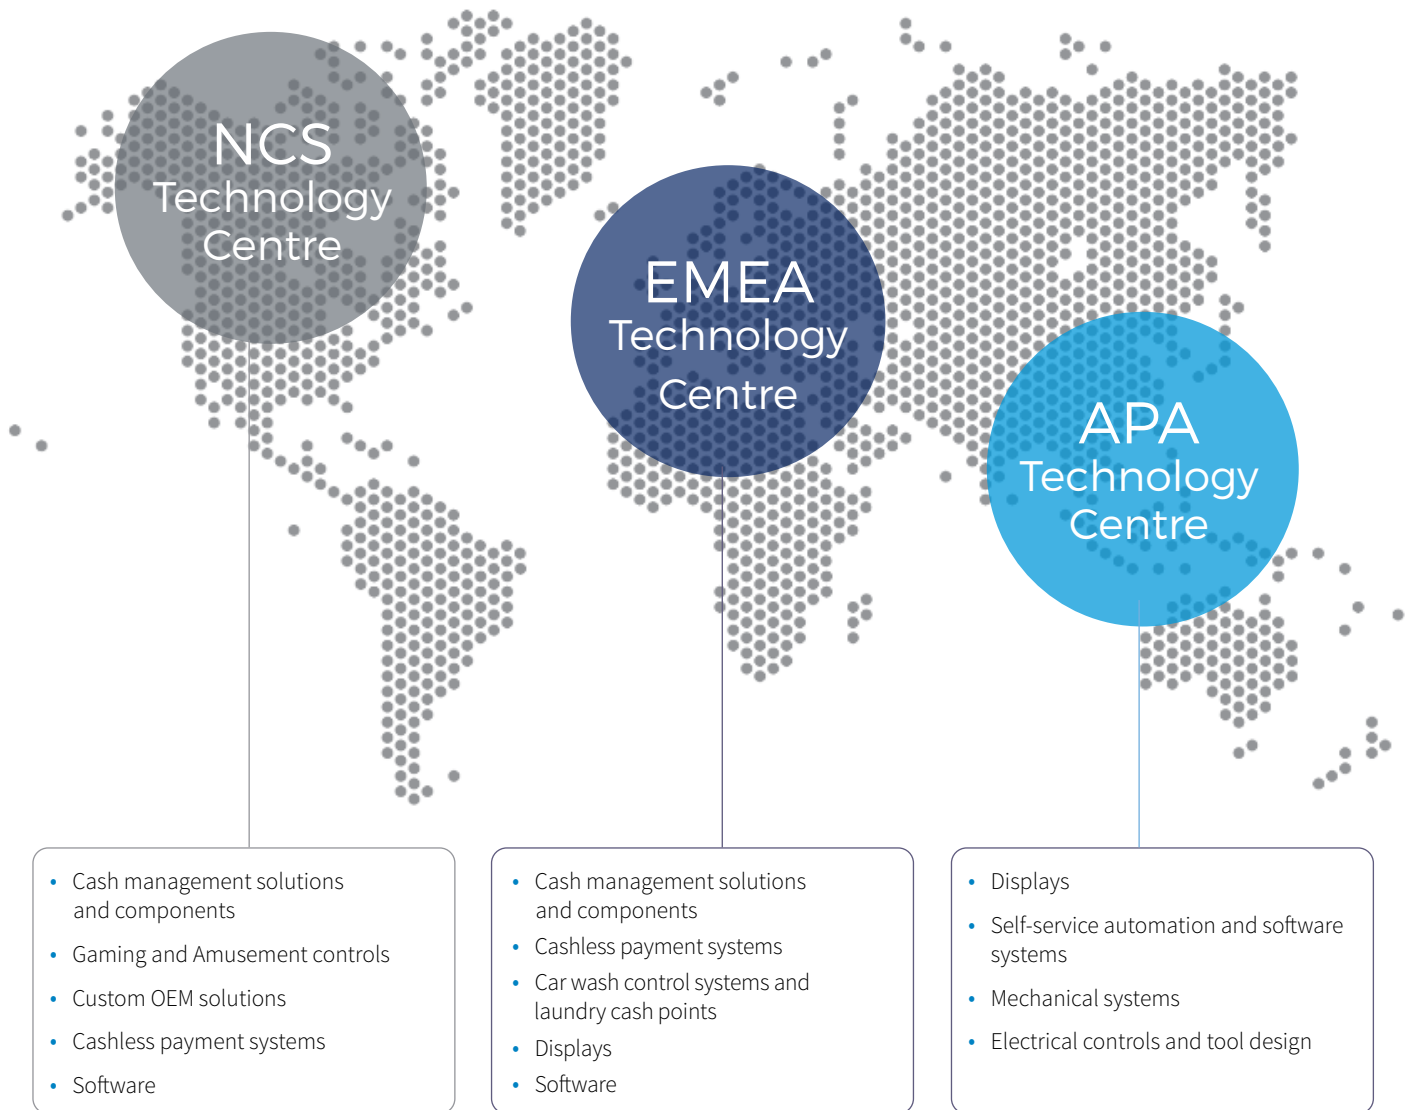 NCS
Technology
Centre
EMEA
Technology
Centre
APA
Technology
Centre
• Cash management solutions
and components
• Gaming and Amusement controls
• Custom OEM solutions
• Cashless payment systems
• Software
• Cash management solutions
and components
• Cashless payment systems
• Car wash control systems and
laundry cash points
• Displays
• Software
• Displays
• Self-service automation and software
systems
• Mechanical systems
• Electrical controls and tool design